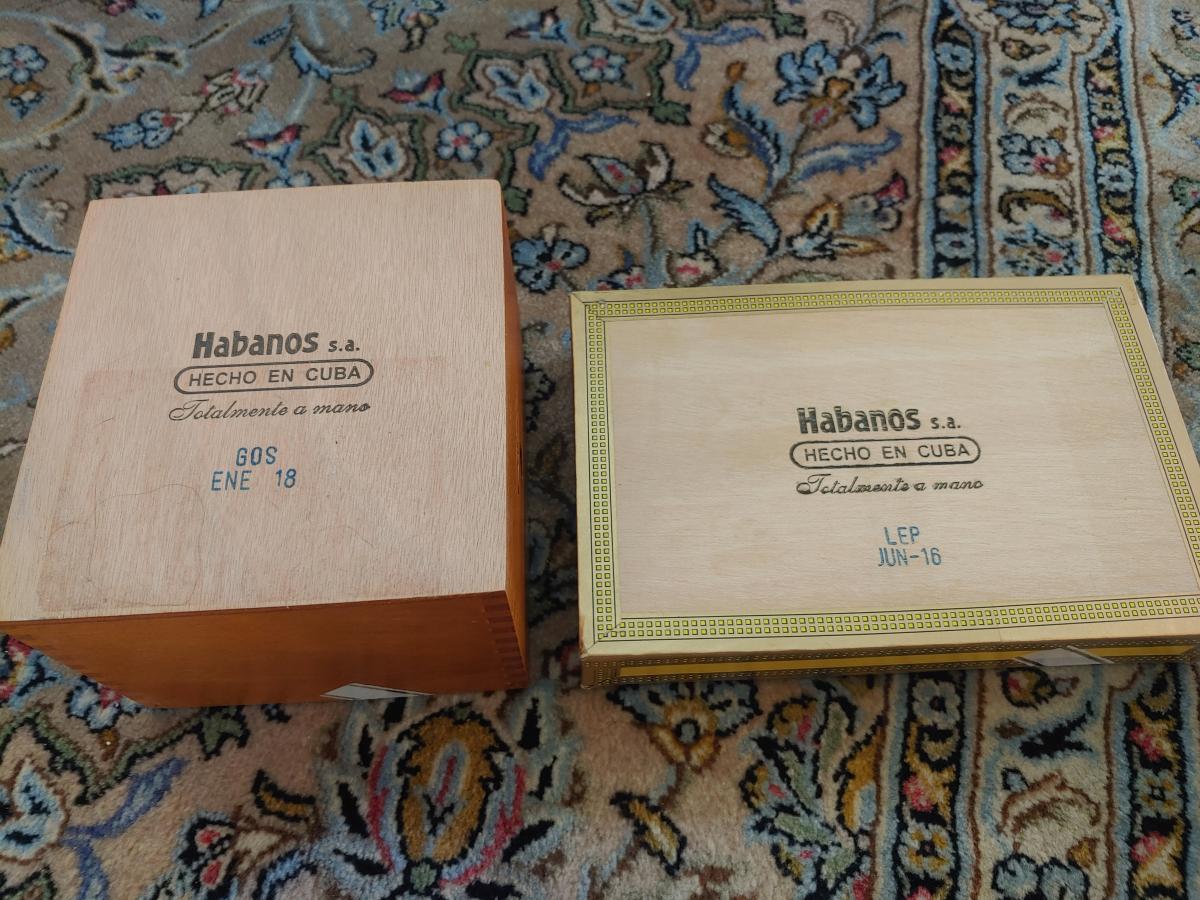 Habanos s.a.
HECHO EN CUBA
Totalmente a mano
GOS
ENE 18
Habanos s.a.
HECHO EN CUBA
Totalmente a mano
LEP
JUN-16